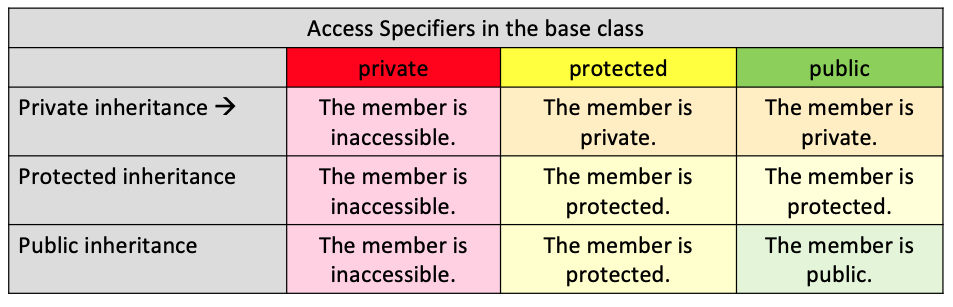 Access Specifiers in the base class
private protected public
Private inheritance → The member is inaccessible. The member is private. The member is private.
Protected inheritance The member is inaccessible. The member is protected. The member is protected.
Public inheritance The member is inaccessible. The member is protected. The member is public.